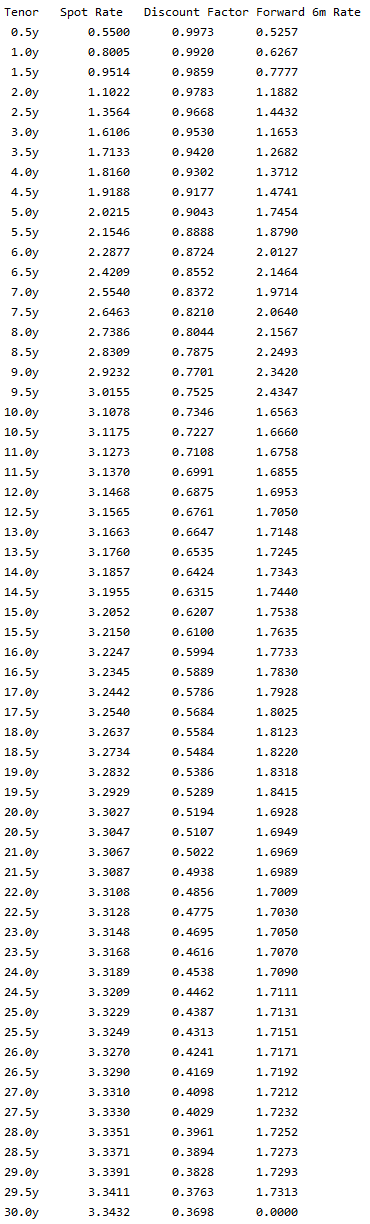 Tenor Spot Rate Discount Factor Forward 6m Rate
0.5y 0.5500 0.9973 0.5257
1.0y 0.8005 0.9920 0.6267
1.5y 0.9514 0.9859 0.7777
2.0y 1.1022 0.9783 1.1882
2.5y 1.3564 0.9668 1.4432
3.0y 1.6106 0.9530 1.1653
3.5y 1.7133 0.9420 1.2682
4.0y 1.8160 0.9302 1.3712
4.5y 1.9188 0.9177 1.4741
5.0y 2.0215 0.9043 1.7454
5.5y 2.1546 0.8888 1.8790
6.0y 2.2877 0.8724 2.0127
6.5y 2.4209 0.8552 2.1464
7.0y 2.5540 0.8372 1.9714
7.5y 2.6463 0.8210 2.0640
8.0y 2.7386 0.8044 2.1567
8.5y 2.8309 0.7875 2.2493
9.0y 2.9232 0.7701 2.3420
9.5y 3.0155 0.7525 2.4347
10.0y 3.1078 0.7346 1.6563
10.5y 3.1175 0.7227 1.6660
11.0y 3.1273 0.7108 1.6758
11.5y 3.1370 0.6991 1.6855
12.0y 3.1468 0.6875 1.6953
12.5y 3.1565 0.6761 1.7050
13.0y 3.1663 0.6647 1.7148
13.5y 3.1760 0.6535 1.7245
14.0y 3.1857 0.6424 1.7343
14.5y 3.1955 0.6315 1.7440
15.0y 3.2052 0.6207 1.7538
15.5y 3.2150 0.6100 1.7635
16.0y 3.2247 0.5994 1.7733
16.5y 3.2345 0.5889 1.7830
17.0y 3.2442 0.5786 1.7928
17.5y 3.2540 0.5684 1.8025
18.0y 3.2637 0.5584 1.8123
18.5y 3.2734 0.5484 1.8220
19.0y 3.2832 0.5386 1.8318
19.5y 3.2929 0.5289 1.8415
20.0y 3.3027 0.5194 1.6928
20.5y 3.3047 0.5107 1.6949
21.0y 3.3067 0.5022 1.6969
21.5y 3.3087 0.4938 1.6989
22.0y 3.3108 0.4856 1.7009
22.5y 3.3128 0.4775 1.7030
23.0y 3.3148 0.4695 1.7050
23.5y 3.3168 0.4616 1.7070
24.0y 3.3189 0.4538 1.7090
24.5y 3.3209 0.4462 1.7111
25.0y 3.3229 0.4387 1.7131
25.5y 3.3249 0.4313 1.7151
26.0y 3.3270 0.4241 1.7171
26.5y 3.3290 0.4169 1.7192
27.0y 3.3310 0.4098 1.7212
27.5y 3.3330 0.4029 1.7232
28.0y 3.3351 0.3961 1.7252
28.5y 3.3371 0.3894 1.7273
29.0y 3.3391 0.3828 1.7293
29.5y 3.3411 0.3763 1.7313
30.0y 3.3432 0.3698 0.0000